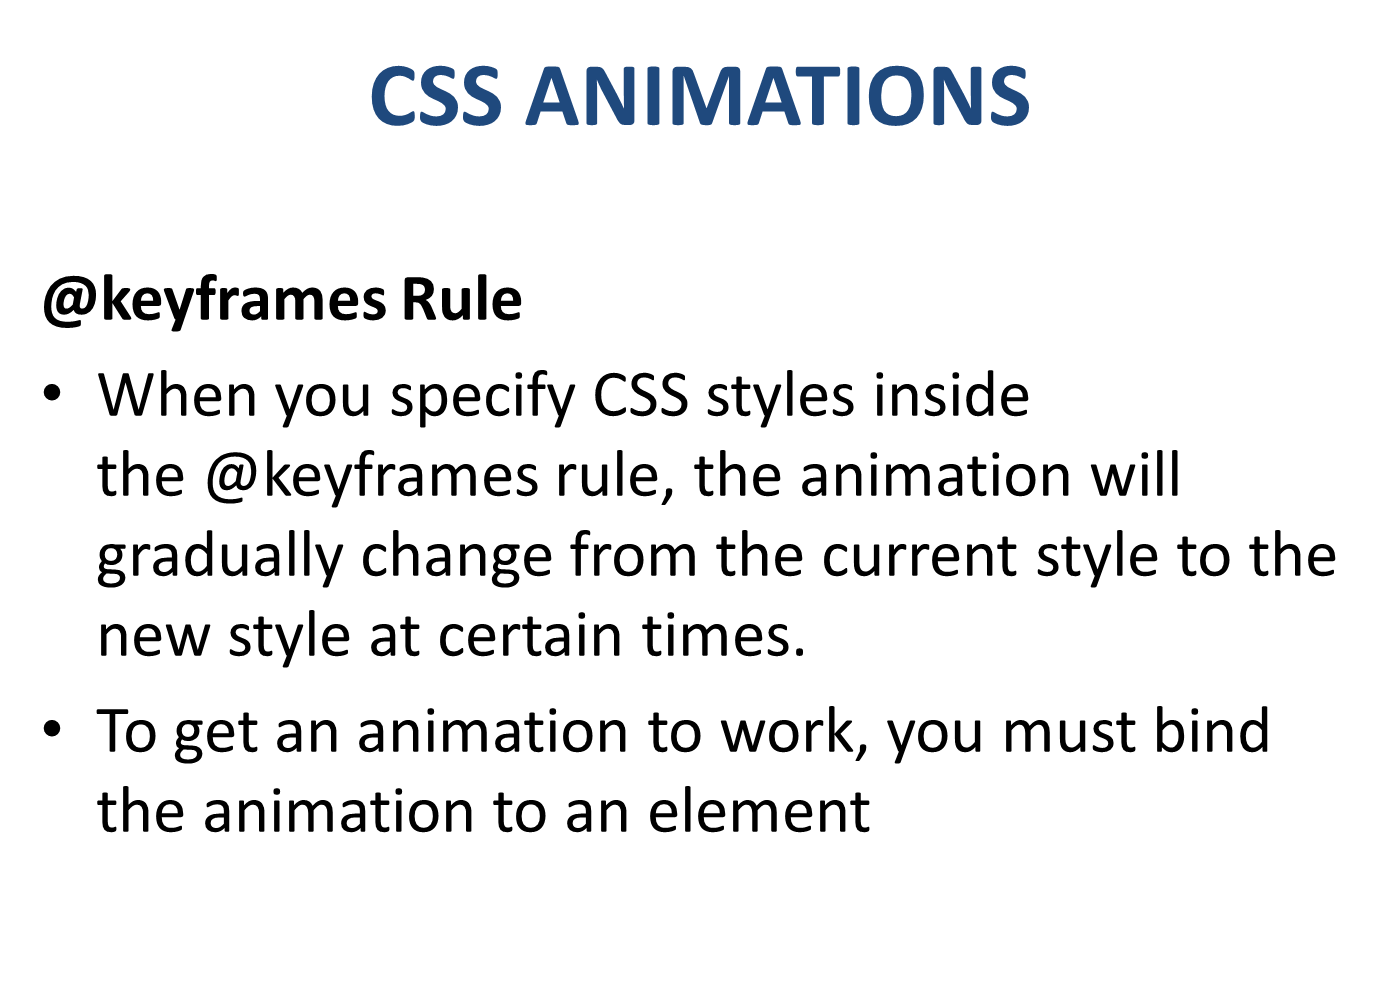 CSS ANIMATIONS
@keyframes Rule
• When you specify CSS styles inside
the @keyframes rule, the animation will
gradually change from the current style to the
new style at certain times.
• To get an animation to work, you must bind
the animation to an element